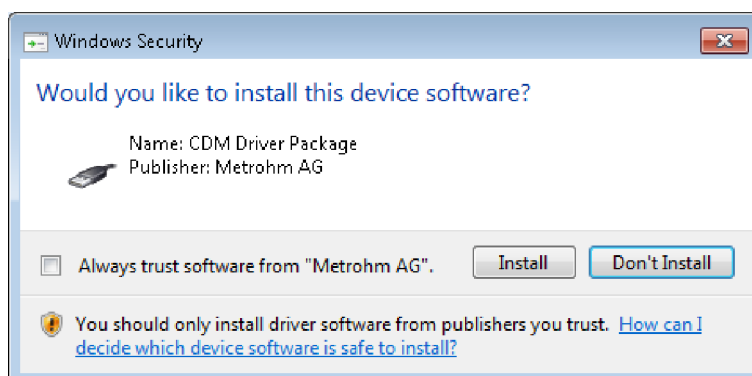 Windows Security
Would you like to install this device software?
Name: CDM Driver Package
Publisher: Metrohm AG
Always trust software from "Metrohm AG".
Install
Don't Install
You should only install driver software from publishers you trust. How can I
decide which device software is safe to install?